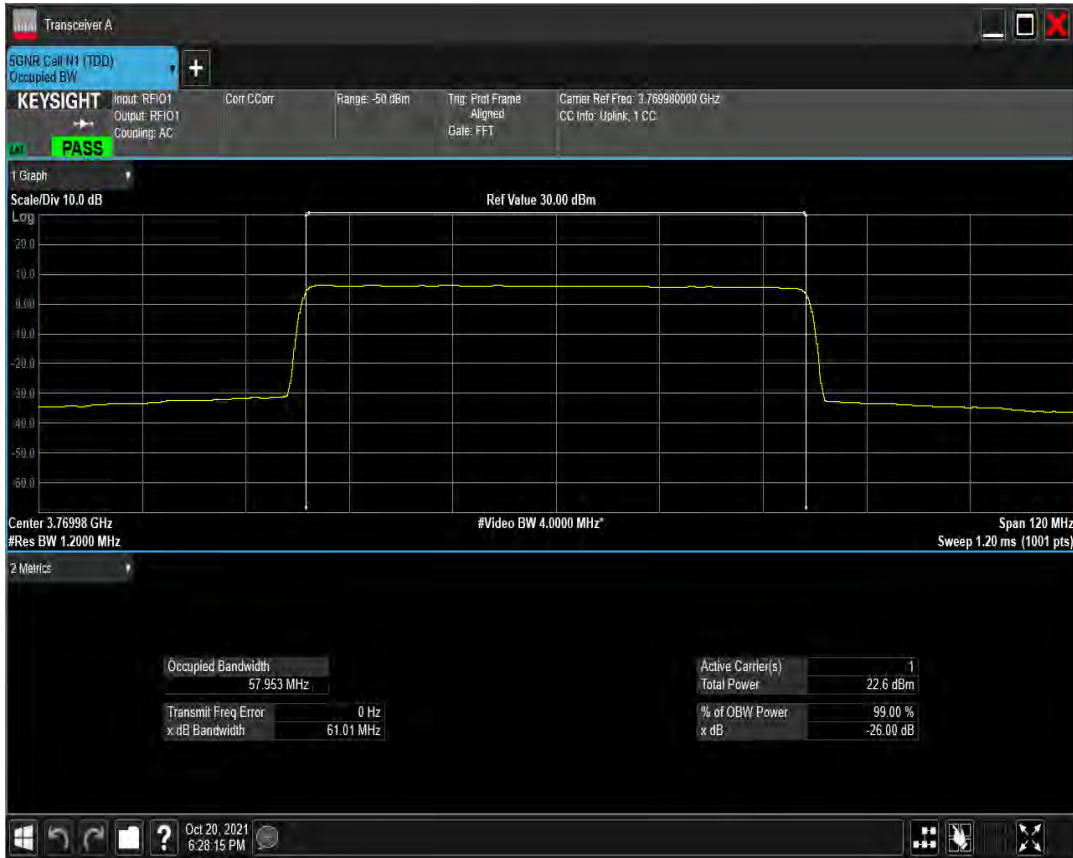 Transceiver A
5GNR Cell N1 (TDD)
Occupied BW
+
KEYSIGHT
Input: RFIO1
Output: RFIO1
Coupling: AC
Corr CCorr
Range: -50 dBm
Trig: Prot Frame
Aligned
Gate: FFT
Carrier Ref Freq: 3.769980000 GHz
CC Info: Uplink, 1 CC
PASS
1 Graph
Scale/Div 10.0 dB
Ref Value 30.00 dBm
Log
20.0
10.0
0.00
-10.0
-20.0
-30.0
-40.0
-50.0
-60.0
Center 3.76998 GHz
#Video BW 4.0000 MHz*
Span 120 MHz
#Res BW 1.2000 MHz
Sweep 1.20 ms (1001 pts)
2 Metrics
Occupied Bandwidth
57.953 MHz
Transmit Freq Error 0 Hz
x dB Bandwidth 61.01 MHz
Active Carrier(s) 1
Total Power 22.6 dBm
% of OBW Power 99.00 %
x dB -26.00 dB
?
Oct 20, 2021
6:28:15 PM